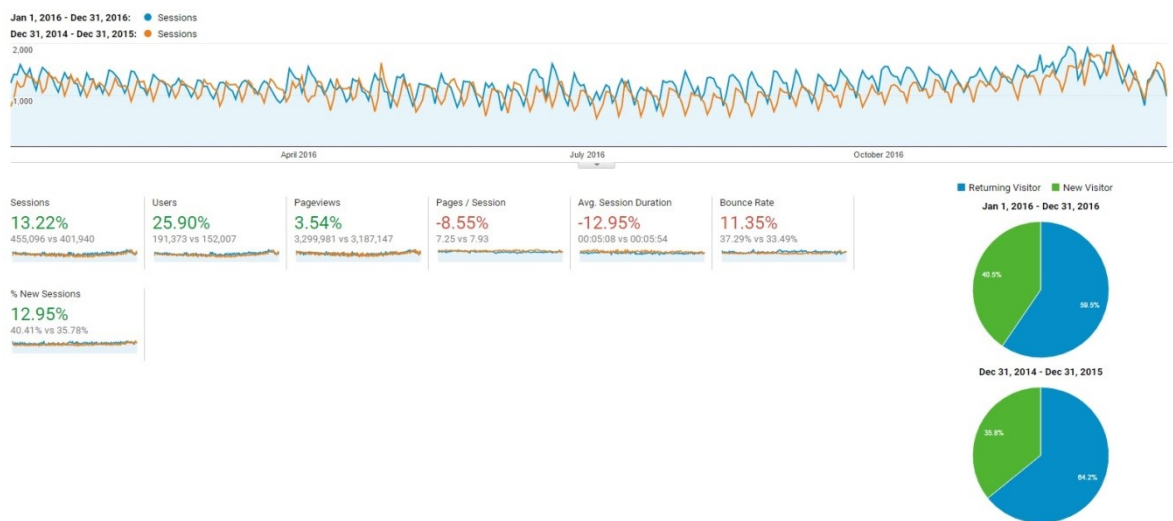 Jan 1, 2016 - Dec 31, 2016: Sessions
Dec 31, 2014 - Dec 31, 2015: Sessions
2,000
1,000
April 2016
July 2016
October 2016
Sessions
13.22%
455,096 vs 401,940
Users
25.90%
191,373 vs 152,007
Pageviews
3.54%
3,299,981 vs 3,187,147
Pages / Session
-8.55%
7.25 vs 7.93
Avg. Session Duration
-12.95%
00:05:08 vs 00:05:54
Bounce Rate
11.35%
37.29% vs 33.49%
% New Sessions
12.95%
40.41% vs 35.78%
Returning Visitor New Visitor
Jan 1, 2016 - Dec 31, 2016
40.5%
59.5%
Dec 31, 2014 - Dec 31, 2015
35.8%
64.2%